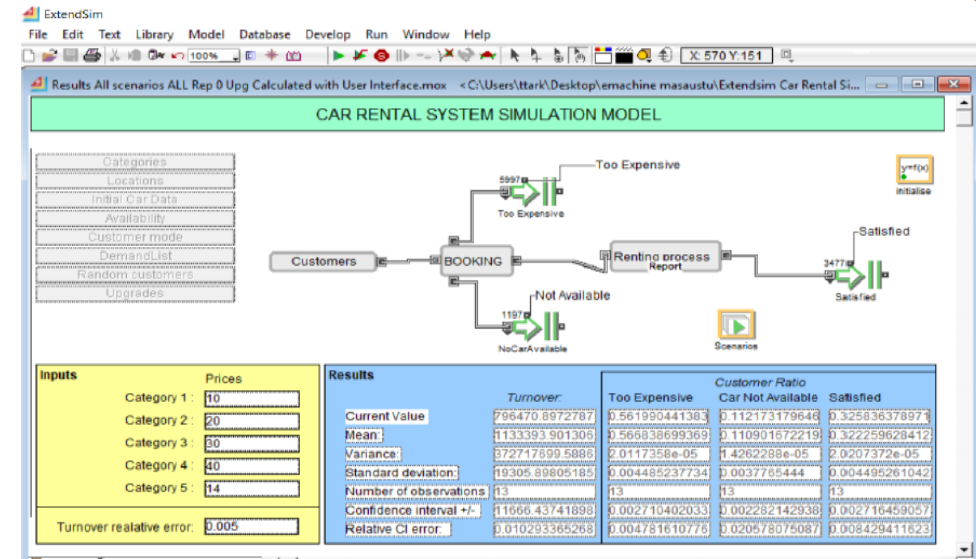 ExtendSim
File Edit Text Library Model Database Develop Run Window Help
100% X: 570 Y:151
Results All scenarios ALL Rep 0 Upg Calculated with User Interface.mox <C:\Users\ttark\Desktop\emachine masaustu\Extendsim Car Rental Si...
CAR RENTAL SYSTEM SIMULATION MODEL
Categories
Locations
Initial Car Data
Availability
Customer mode
DemandList
Random customers
Upgrades
Too Expensive
5997
Too Expensive
y=f(x)
initialise
Customers
BOOKING
Renting process
Report
Satisfied
3477
Satisfied
Not Available
1197
NoCarAvailable
Scenarios
Inputs
Prices
Category 1 : 10
Category 2 : 20
Category 3 : 30
Category 4 : 40
Category 5 : 14
Turnover realative error: 0.005
Results
Customer Ratio
Turnover: Too Expensive Car Not Available Satisfied
Current Value 796470.8972787 0.561990441383 0.112173179646 0.325836378971
Mean: 1133393.901306 0.566838699369 0.110901672219 0.322259628412
Variance: 372717699.5886 2.0117358e-05 1.4262288e-05 2.0207372e-05
Standard deviation: 19305.89805185 0.004485237734 0.0037765444 0.004495261042
Number of observations 13 13 13 13
Confidence interval +/- 11666.43741898 0.002710402033 0.002282142938 0.002716459057
Relative CI error: 0.010293365268 0.004781610776 0.020578075087 0.008429411623